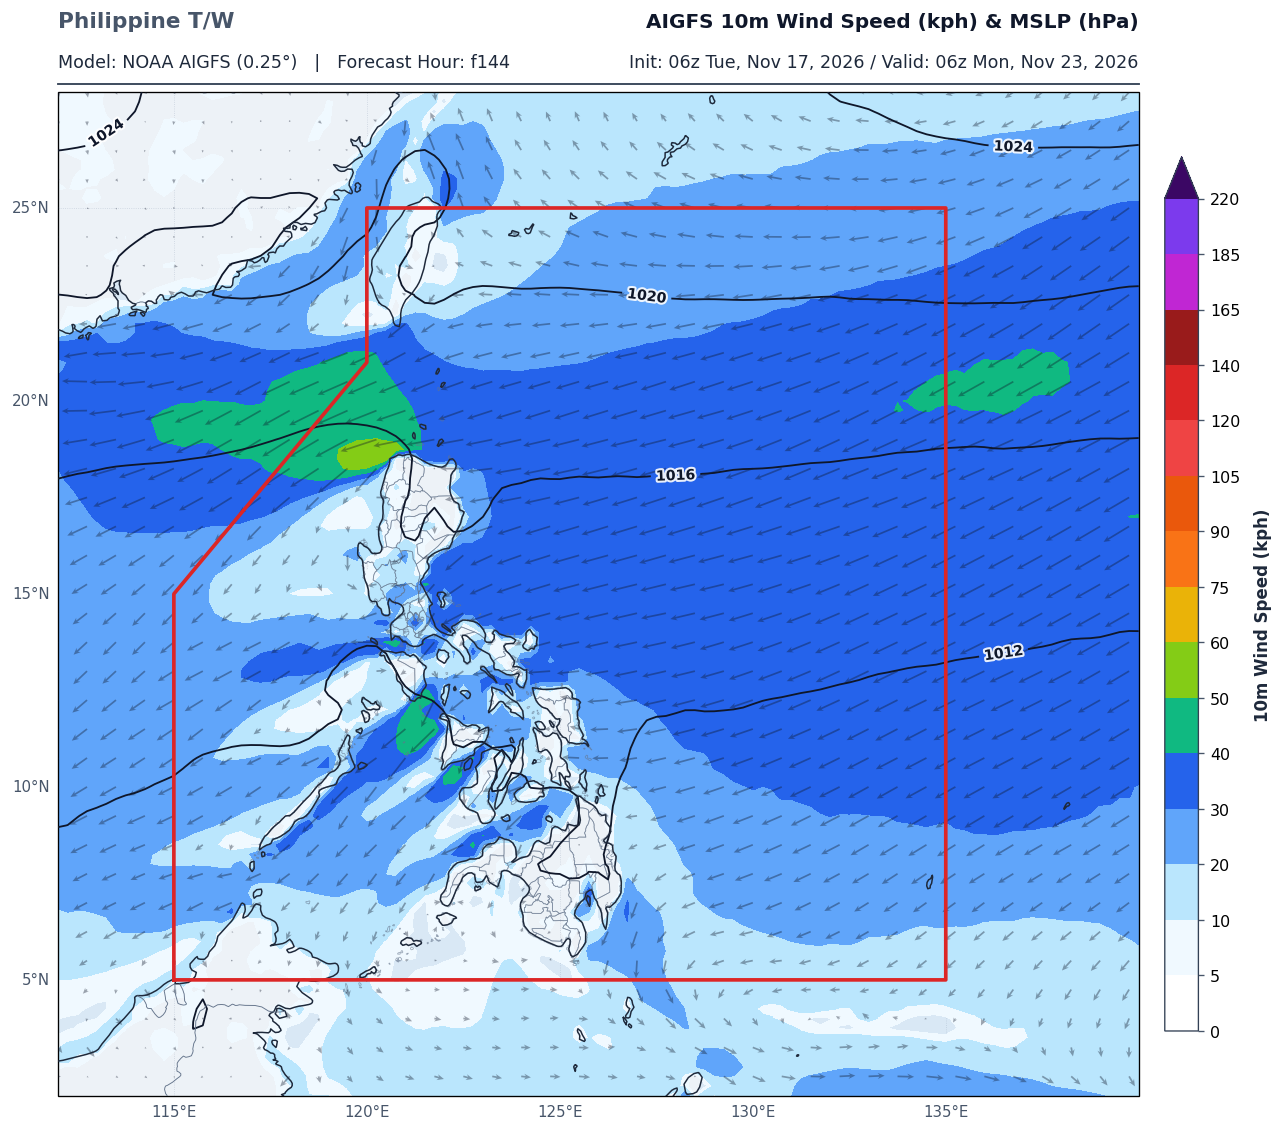 Philippine T/W
AIGFS 10m Wind Speed (kph) & MSLP (hPa)
Model: NOAA AIGFS (0.25°) | Forecast Hour: f144
Init: 06z Tue, Nov 17, 2026 / Valid: 06z Mon, Nov 23, 2026
1024
1024
1020
1016
1012
25°N
20°N
15°N
10°N
5°N
115°E
120°E
125°E
130°E
135°E
220
185
165
140
120
105
90
75
60
50
40
30
20
10
5
0
10m Wind Speed (kph)